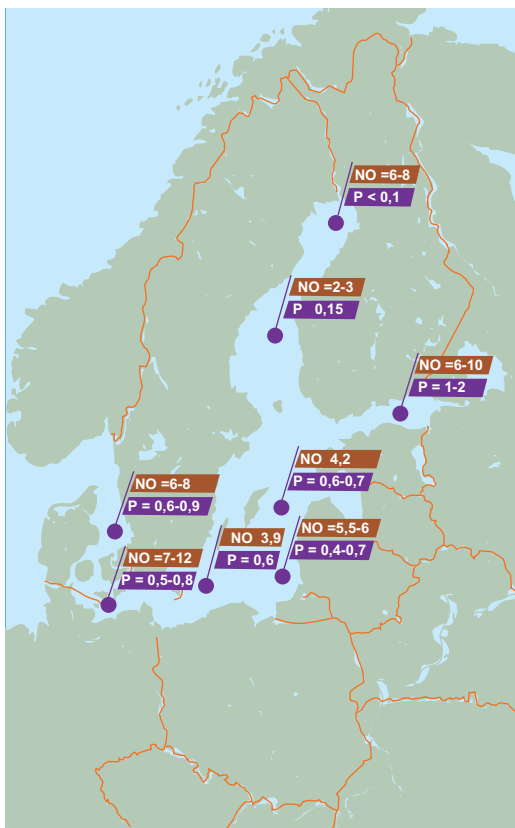 NO =6-8
P < 0,1
NO =2-3
P 0,15
NO =6-10
P = 1-2
NO 4,2
P = 0,6-0,7
NO =6-8
P = 0,6-0,9
NO 3,9
P = 0,6
NO =5,5-6
P = 0,4-0,7
NO =7-12
P = 0,5-0,8